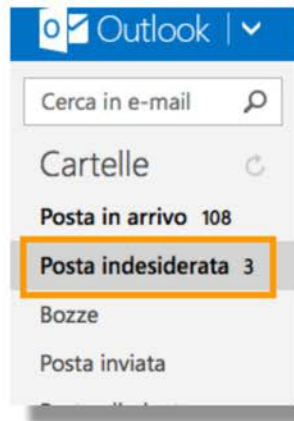 Outlook
Cerca in e-mail
Cartelle
Posta in arrivo 108
Posta indesiderata 3
Bozze
Posta inviata